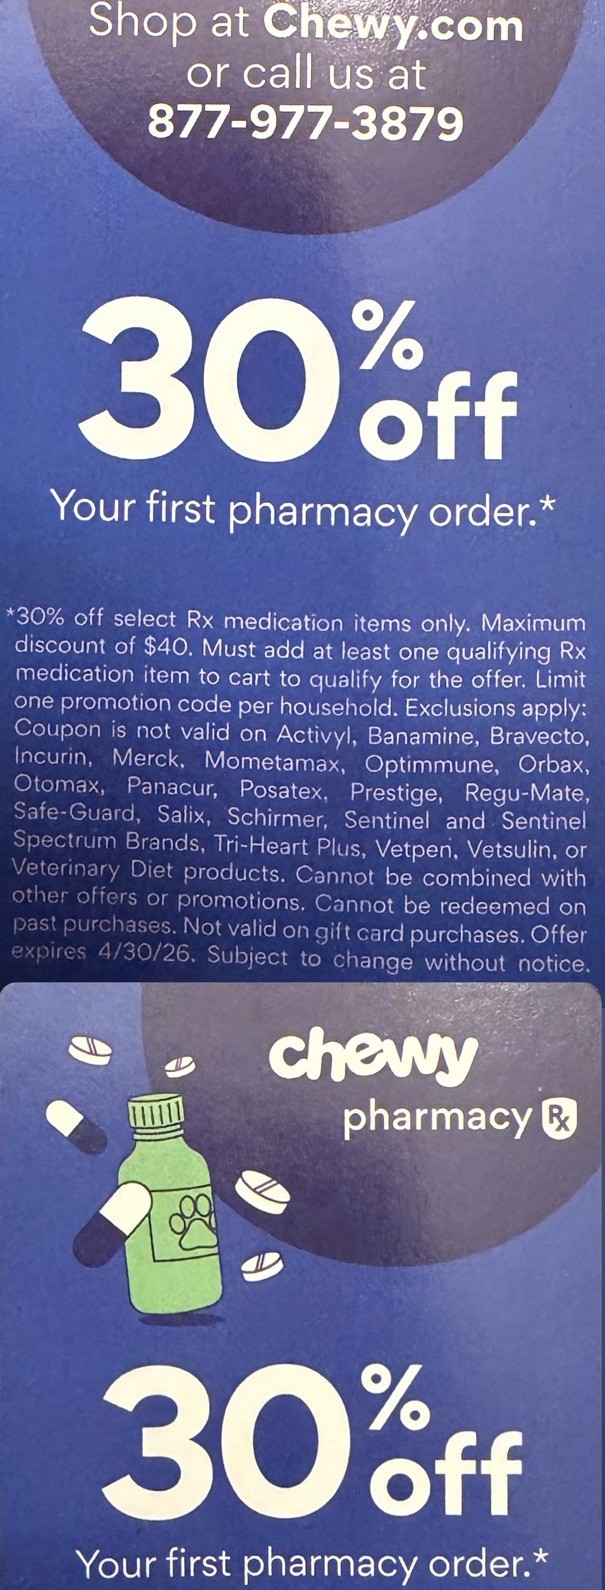 Shop at Chewy.com
or call us at
877-977-3879
30% off
Your first pharmacy order.*
*30% off select Rx medication items only. Maximum
discount of $40. Must add at least one qualifying Rx
medication item to cart to qualify for the offer. Limit
one promotion code per household. Exclusions apply:
Coupon is not valid on Activyl, Banamine, Bravecto,
Incurin, Merck, Mometamax, Optimmune, Orbax,
Otomax, Panacur, Posatex, Prestige, Regu-Mate,
Safe-Guard, Salix, Schirmer, Sentinel and Sentinel
Spectrum Brands, Tri-Heart Plus, Vetpen, Vetsulin, or
Veterinary Diet products. Cannot be combined with
other offers or promotions. Cannot be redeemed on
past purchases. Not valid on gift card purchases. Offer
expires 4/30/26. Subject to change without notice.
chewy
pharmacy Rx
30% off
Your first pharmacy order.*